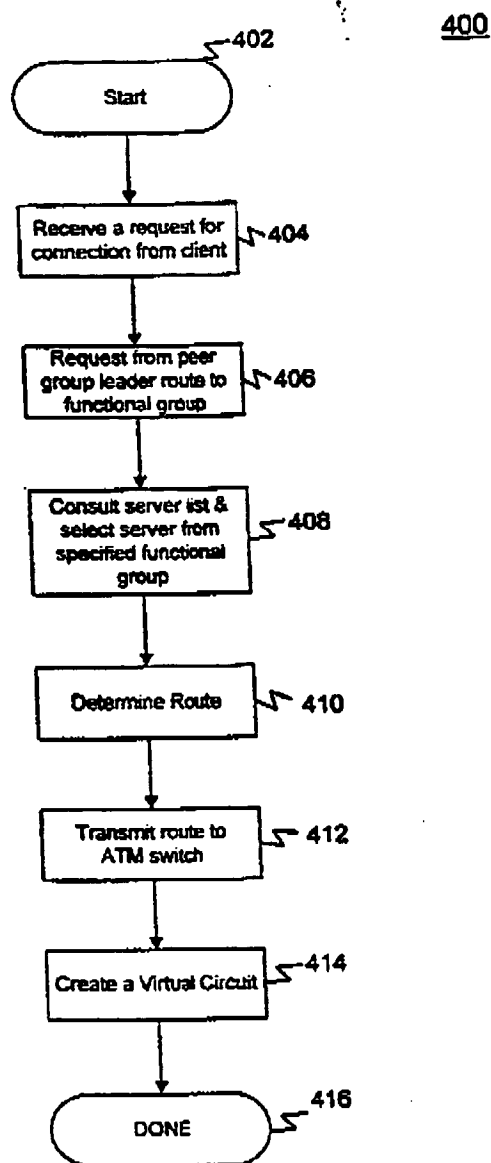 400
402
Start
Receive a request for
connection from client
404
Request from peer
group leader route to
functional group
406
Consult server list &
select server from
specified functional
group
408
Determine Route
410
Transmit route to
ATM switch
412
Create a Virtual Circuit
414
DONE
416